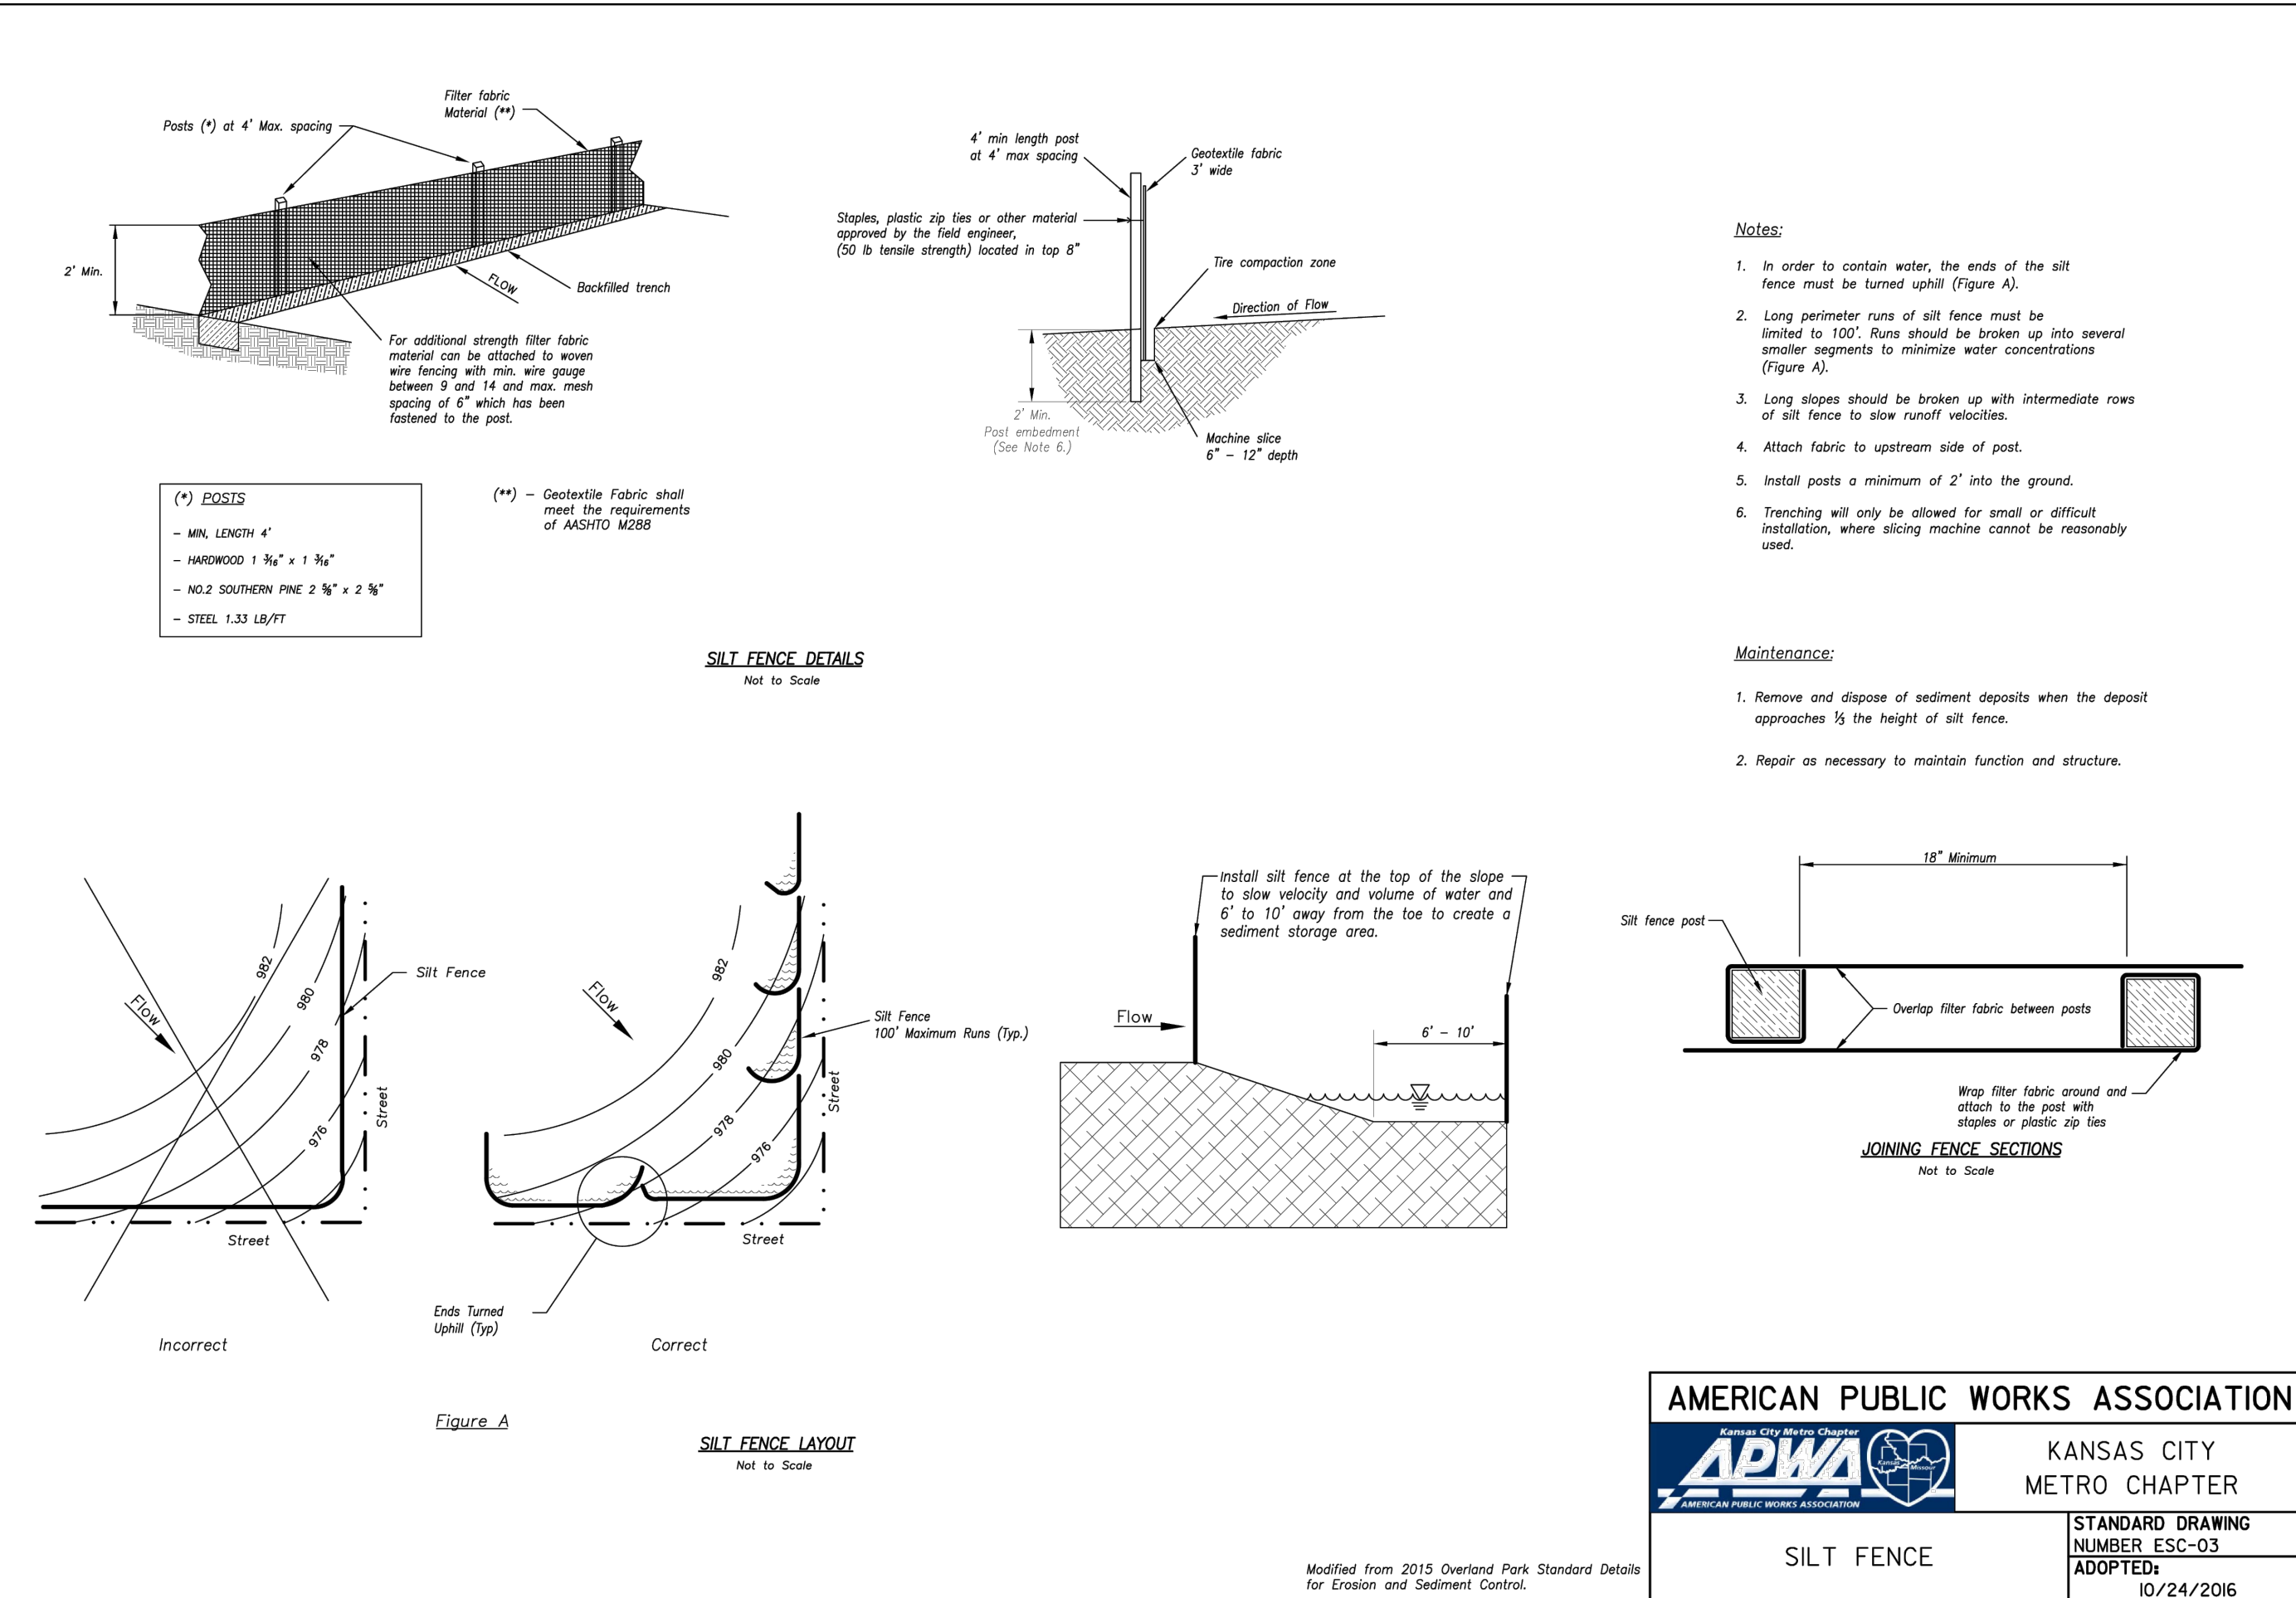 Filter fabric
Material (**)
Posts (*) at 4' Max. spacing
2' Min.
FLOW
Backfilled trench
For additional strength filter fabric
material can be attached to woven
wire fencing with min. wire gauge
between 9 and 14 and max. mesh
spacing of 6" which has been
fastened to the post.
4' min length post
at 4' max spacing
Geotextile fabric
3' wide
Staples, plastic zip ties or other material
approved by the field engineer,
(50 lb tensile strength) located in top 8"
Tire compaction zone
Direction of Flow
2' Min.
Post embedment
(See Note 6.)
Machine slice
6" – 12" depth
(*) POSTS
– MIN, LENGTH 4'
– HARDWOOD 1 3/16" x 1 3/16"
– NO.2 SOUTHERN PINE 2 5/8" x 2 5/8"
– STEEL 1.33 LB/FT
(**) – Geotextile Fabric shall
meet the requirements
of AASHTO M288
SILT FENCE DETAILS
Not to Scale
Notes:
1. In order to contain water, the ends of the silt
fence must be turned uphill (Figure A).
2. Long perimeter runs of silt fence must be
limited to 100'. Runs should be broken up into several
smaller segments to minimize water concentrations
(Figure A).
3. Long slopes should be broken up with intermediate rows
of silt fence to slow runoff velocities.
4. Attach fabric to upstream side of post.
5. Install posts a minimum of 2' into the ground.
6. Trenching will only be allowed for small or difficult
installation, where slicing machine cannot be reasonably
used.
Maintenance:
1. Remove and dispose of sediment deposits when the deposit
approaches 1/3 the height of silt fence.
2. Repair as necessary to maintain function and structure.
982
980
978
976
Flow
Silt Fence
Street
Street
Incorrect
982
980
978
976
Flow
Silt Fence
100' Maximum Runs (Typ.)
Street
Street
Ends Turned
Uphill (Typ)
Correct
Figure A
SILT FENCE LAYOUT
Not to Scale
Install silt fence at the top of the slope
to slow velocity and volume of water and
6' to 10' away from the toe to create a
sediment storage area.
Flow
6' – 10'
18" Minimum
Silt fence post
Overlap filter fabric between posts
Wrap filter fabric around and
attach to the post with
staples or plastic zip ties
JOINING FENCE SECTIONS
Not to Scale
Modified from 2015 Overland Park Standard Details
for Erosion and Sediment Control.
AMERICAN PUBLIC WORKS ASSOCIATION
Kansas City Metro Chapter
APWA
Kansas
Missouri
AMERICAN PUBLIC WORKS ASSOCIATION
KANSAS CITY
METRO CHAPTER
SILT FENCE
STANDARD DRAWING
NUMBER ESC-03
ADOPTED:
10/24/2016